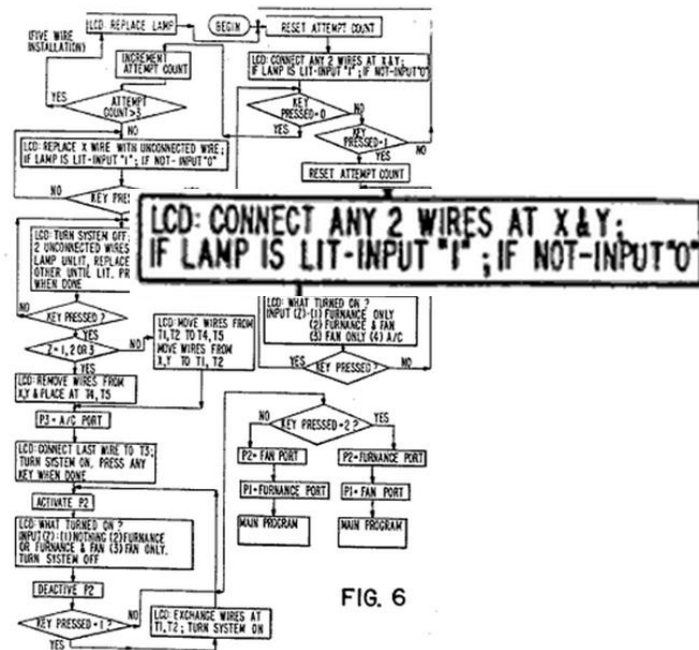 LCD: REPLACE LAMP
BEGIN
RESET ATTEMPT COUNT
(FIVE WIRE
INSTALLATION)
INCREMENT
ATTEMPT COUNT
LCD: CONNECT ANY 2 WIRES AT X&Y;
IF LAMP IS LIT-INPUT "1"; IF NOT-INPUT"0"
YES
ATTEMPT
COUNT>3
KEY
PRESSED=0
NO
NO
YES
KEY
PRESSED=1
NO
LCD: REPLACE X WIRE WITH UNCONNECTED WIRE;
IF LAMP IS LIT-INPUT "1"; IF NOT- INPUT"0"
YES
RESET ATTEMPT COUNT
NO
KEY
LCD: CONNECT ANY 2 WIRES AT X&Y;
IF LAMP IS LIT-INPUT "1"; IF NOT-INPUT"0"
LCD: TURN SYSTEM OFF
2 UNCONNECTED WIRES
LAMP UNLIT, REPLACE
OTHER UNTIL LIT.
WHEN DONE
LCD: WHAT TURNED ON ?
INPUT (Z)-(1) FURNANCE ONLY
(2) FURNANCE & FAN
(3) FAN ONLY (4) A/C
NO
KEY PRESSED ?
YES
LCD: MOVE WIRES FROM
T1,T2 TO T4,T5
MOVE WIRES FROM
X,Y TO T1, T2
YES
KEY PRESSED ?
NO
Z=1, 2 OR 3
NO
YES
LCD: REMOVE WIRES FROM
X,Y & PLACE AT T4, T5
P3=A/C PORT
NO
KEY PRESSED=2?
YES
LCD: CONNECT LAST WIRE TO T3;
TURN SYSTEM ON, PRESS ANY
KEY WHEN DONE
P2=FAN PORT
P2=FURNANCE PORT
P1=FURNANCE PORT
P1=FAN PORT
ACTIVATE P2
MAIN PROGRAM
MAIN PROGRAM
LCD: WHAT TURNED ON ?
INPUT(Z): (1)NOTHING (2)FURNANCE
OR FURNANCE & FAN (3) FAN ONLY.
TURN SYSTEM OFF
DEACTIVE P2
FIG. 6
KEY PRESSED=1?
NO
LCD: EXCHANGE WIRES AT
T1,T2; TURN SYSTEM ON
YES